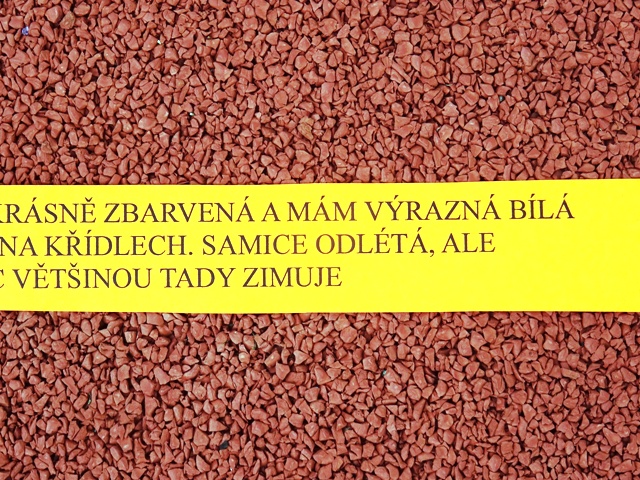 KRÁSNĚ ZBARVENÁ A MÁM VÝRAZNÁ BÍLÁ
NA KŘÍDLECH. SAMICE ODLÉTÁ, ALE
VĚTŠINOU TADY ZIMUJE